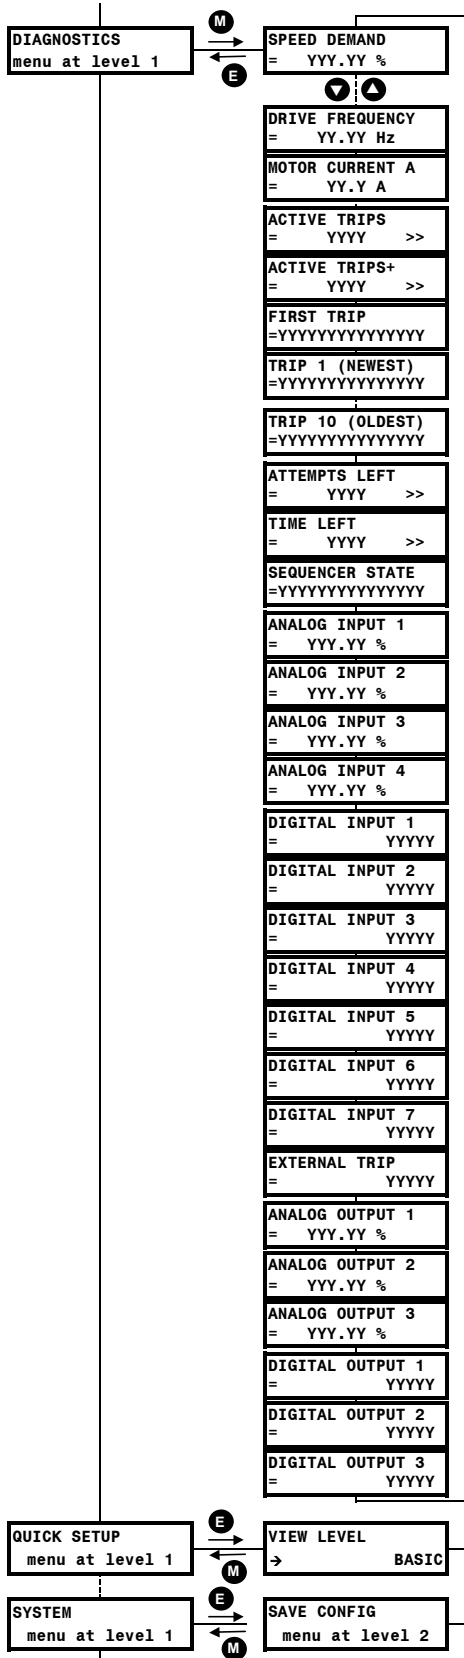 M
DIAGNOSTICS
menu at level 1
E
SPEED DEMAND
= YYY.YY %
DRIVE FREQUENCY
= YY.YY Hz
MOTOR CURRENT A
= YY.Y A
ACTIVE TRIPS
= YYYY >>
ACTIVE TRIPS+
= YYYY >>
FIRST TRIP
=YYYYYYYYYYYYYYY
TRIP 1 (NEWEST)
=YYYYYYYYYYYYYYY
TRIP 10 (OLDEST)
=YYYYYYYYYYYYYYY
ATTEMPTS LEFT
= YYYY >>
TIME LEFT
= YYYY >>
SEQUENCER STATE
=YYYYYYYYYYYYYYY
ANALOG INPUT 1
= YYY.YY %
ANALOG INPUT 2
= YYY.YY %
ANALOG INPUT 3
= YYY.YY %
ANALOG INPUT 4
= YYY.YY %
DIGITAL INPUT 1
= YYYYY
DIGITAL INPUT 2
= YYYYY
DIGITAL INPUT 3
= YYYYY
DIGITAL INPUT 4
= YYYYY
DIGITAL INPUT 5
= YYYYY
DIGITAL INPUT 6
= YYYYY
DIGITAL INPUT 7
= YYYYY
EXTERNAL TRIP
= YYYYY
ANALOG OUTPUT 1
= YYY.YY %
ANALOG OUTPUT 2
= YYY.YY %
ANALOG OUTPUT 3
= YYY.YY %
DIGITAL OUTPUT 1
= YYYYY
DIGITAL OUTPUT 2
= YYYYY
DIGITAL OUTPUT 3
= YYYYY
QUICK SETUP
menu at level 1
E
M
VIEW LEVEL
→ BASIC
SYSTEM
menu at level 1
E
M
SAVE CONFIG
menu at level 2